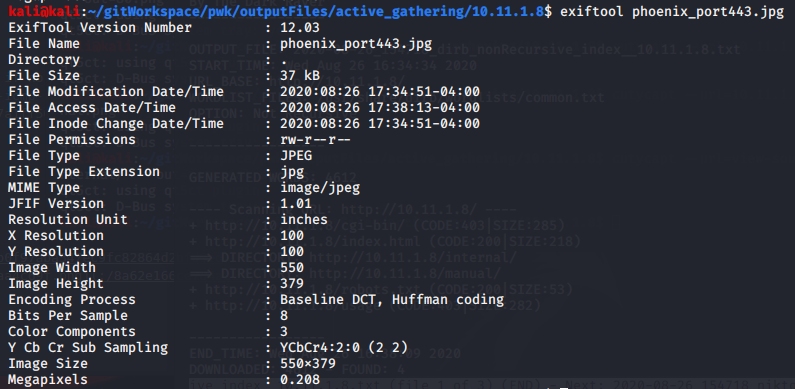 kali@kali:~/gitWorkspace/pwk/outputFiles/active_gathering/10.11.1.8$ exiftool phoenix_port443.jpg
ExifTool Version Number : 12.03
File Name : phoenix_port443.jpg
Directory : .
File Size : 37 kB
File Modification Date/Time : 2020:08:26 17:34:51-04:00
File Access Date/Time : 2020:08:26 17:38:13-04:00
File Inode Change Date/Time : 2020:08:26 17:34:51-04:00
File Permissions : rw-r--r--
File Type : JPEG
File Type Extension : jpg
MIME Type : image/jpeg
JFIF Version : 1.01
Resolution Unit : inches
X Resolution : 100
Y Resolution : 100
Image Width : 550
Image Height : 379
Encoding Process : Baseline DCT, Huffman coding
Bits Per Sample : 8
Color Components : 3
Y Cb Cr Sub Sampling : YCbCr4:2:0 (2 2)
Image Size : 550×379
Megapixels : 0.208